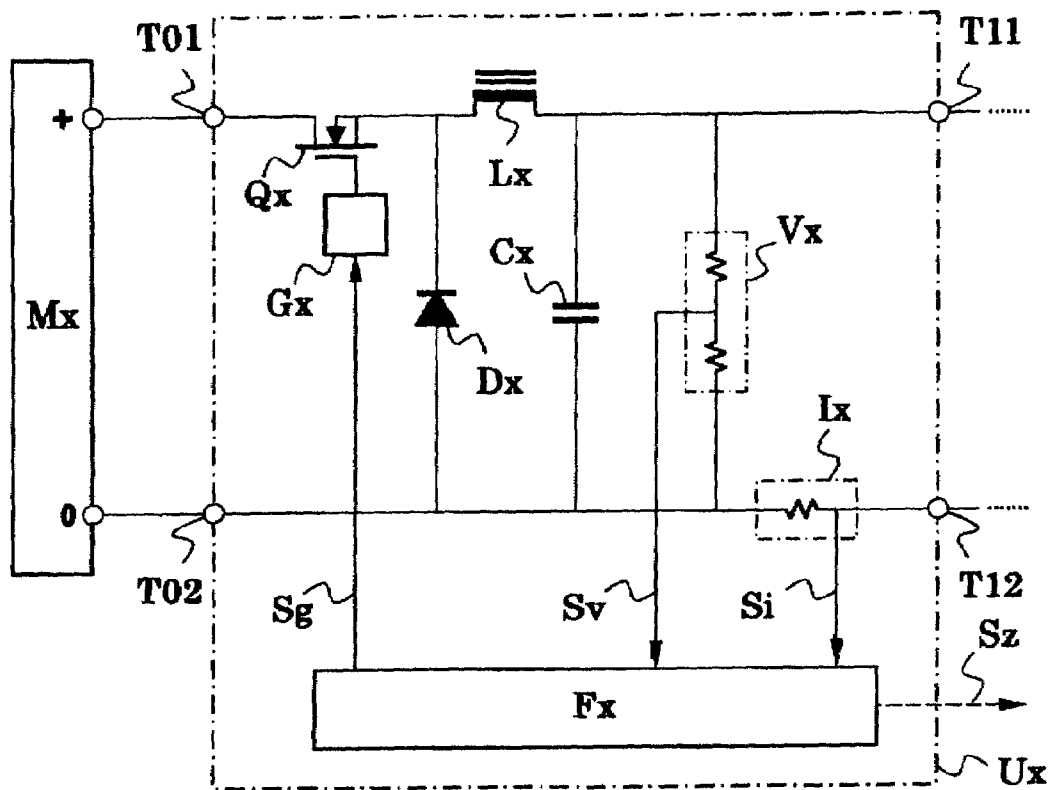 T01
T11
+
Qx
Lx
Vx
Cx
Gx
Mx
Dx
Ix
0
T02
Sg
Sv
Si
T12
Sz
Fx
Ux